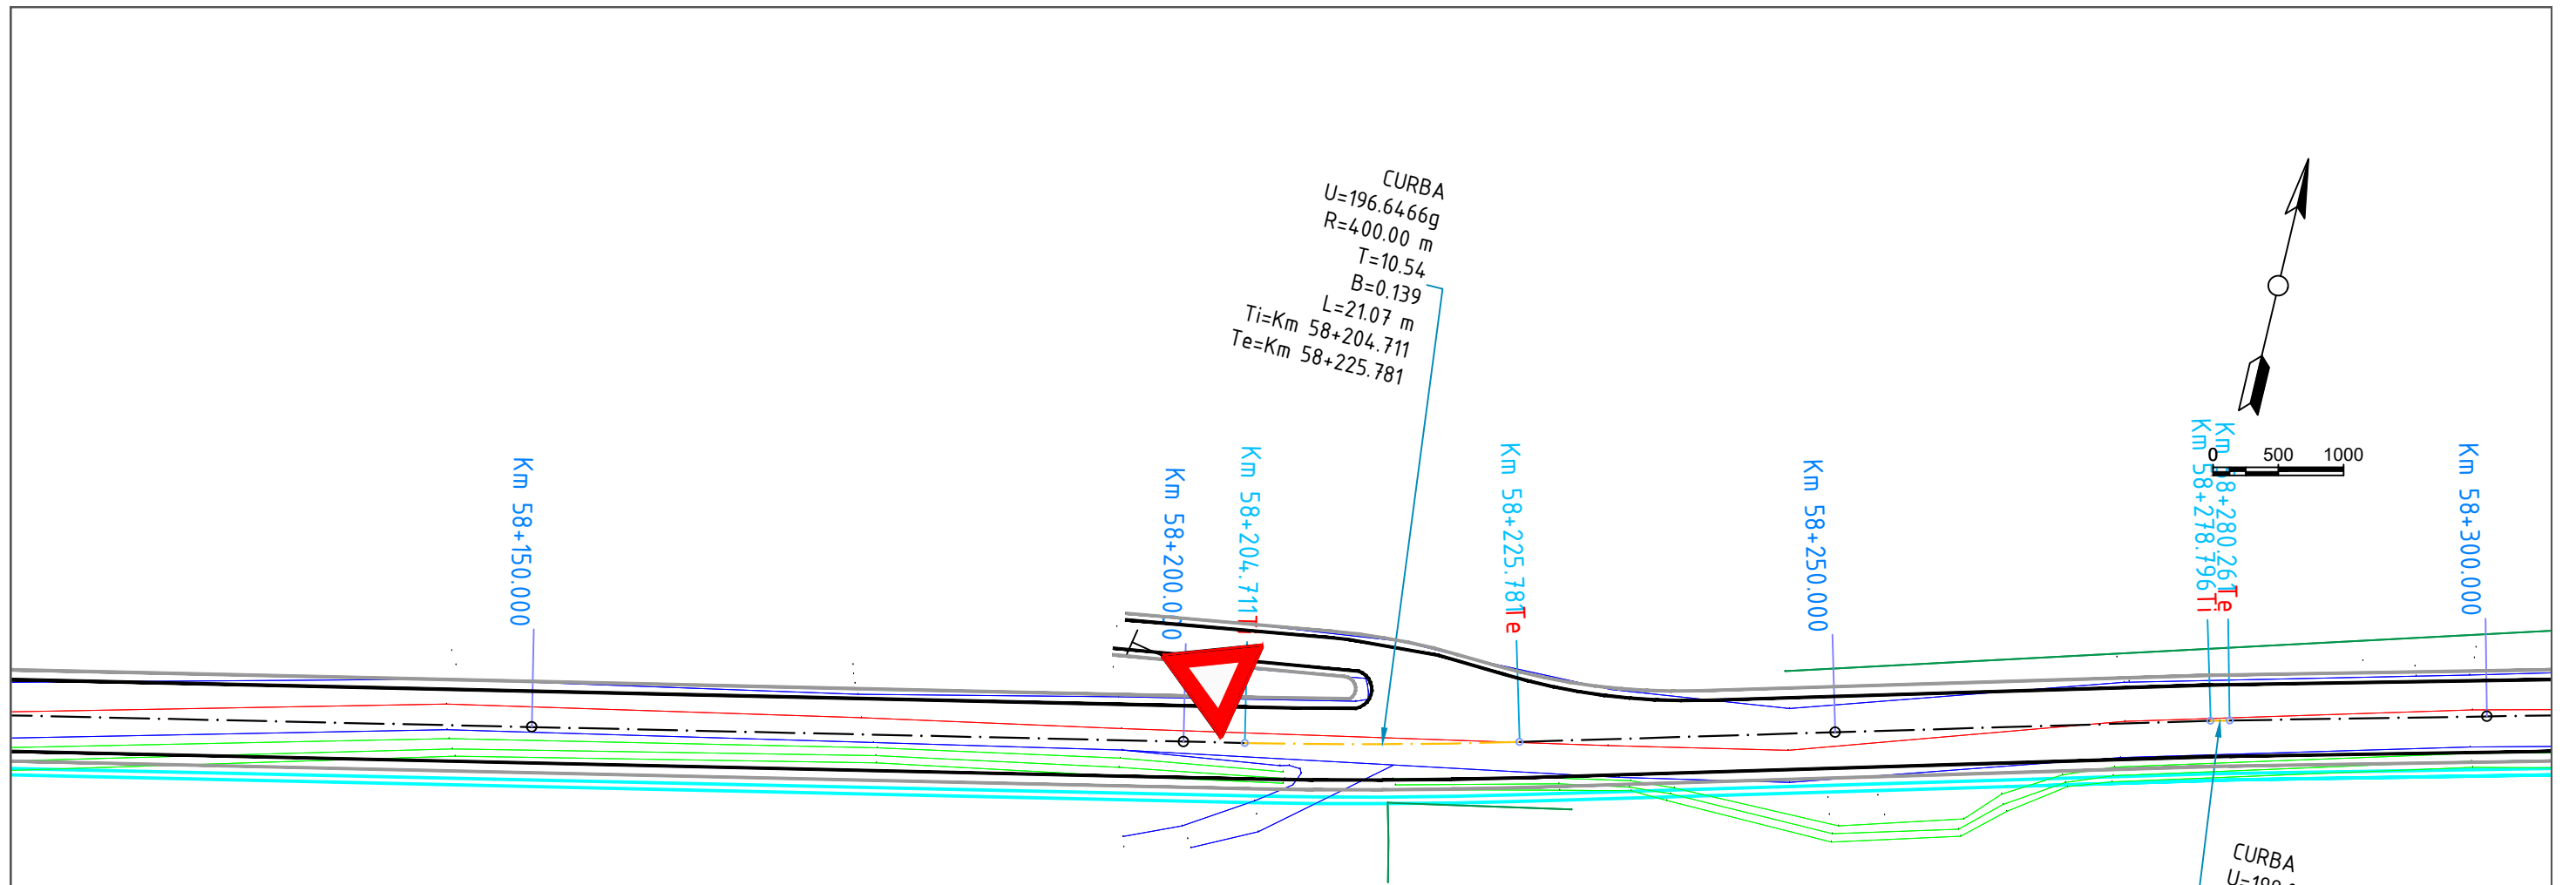 CURBA
U=196.6466g
R=400.00 m
T=10.54
B=0.139
L=21.07 m
Ti=Km 58+204.711
Te=Km 58+225.781
Km 58+150.000
Km 58+200.000
Km 58+204.711
Km 58+225.781Te
Km 58+250.000
Km 58+278.796Ti
Km 58+280.261Te
0 500 1000
Km 58+300.000
CURBA